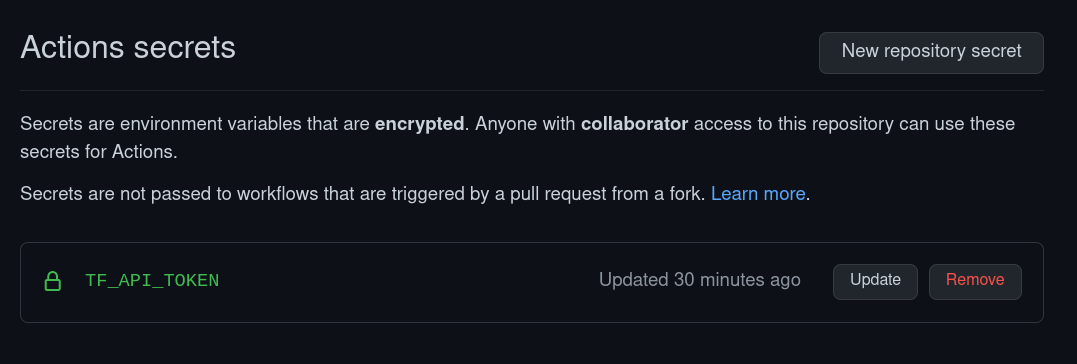 Actions secrets
New repository secret
Secrets are environment variables that are encrypted. Anyone with collaborator access to this repository can use these
secrets for Actions.
Secrets are not passed to workflows that are triggered by a pull request from a fork. Learn more.
TF_API_TOKEN
Updated 30 minutes ago
Update
Remove